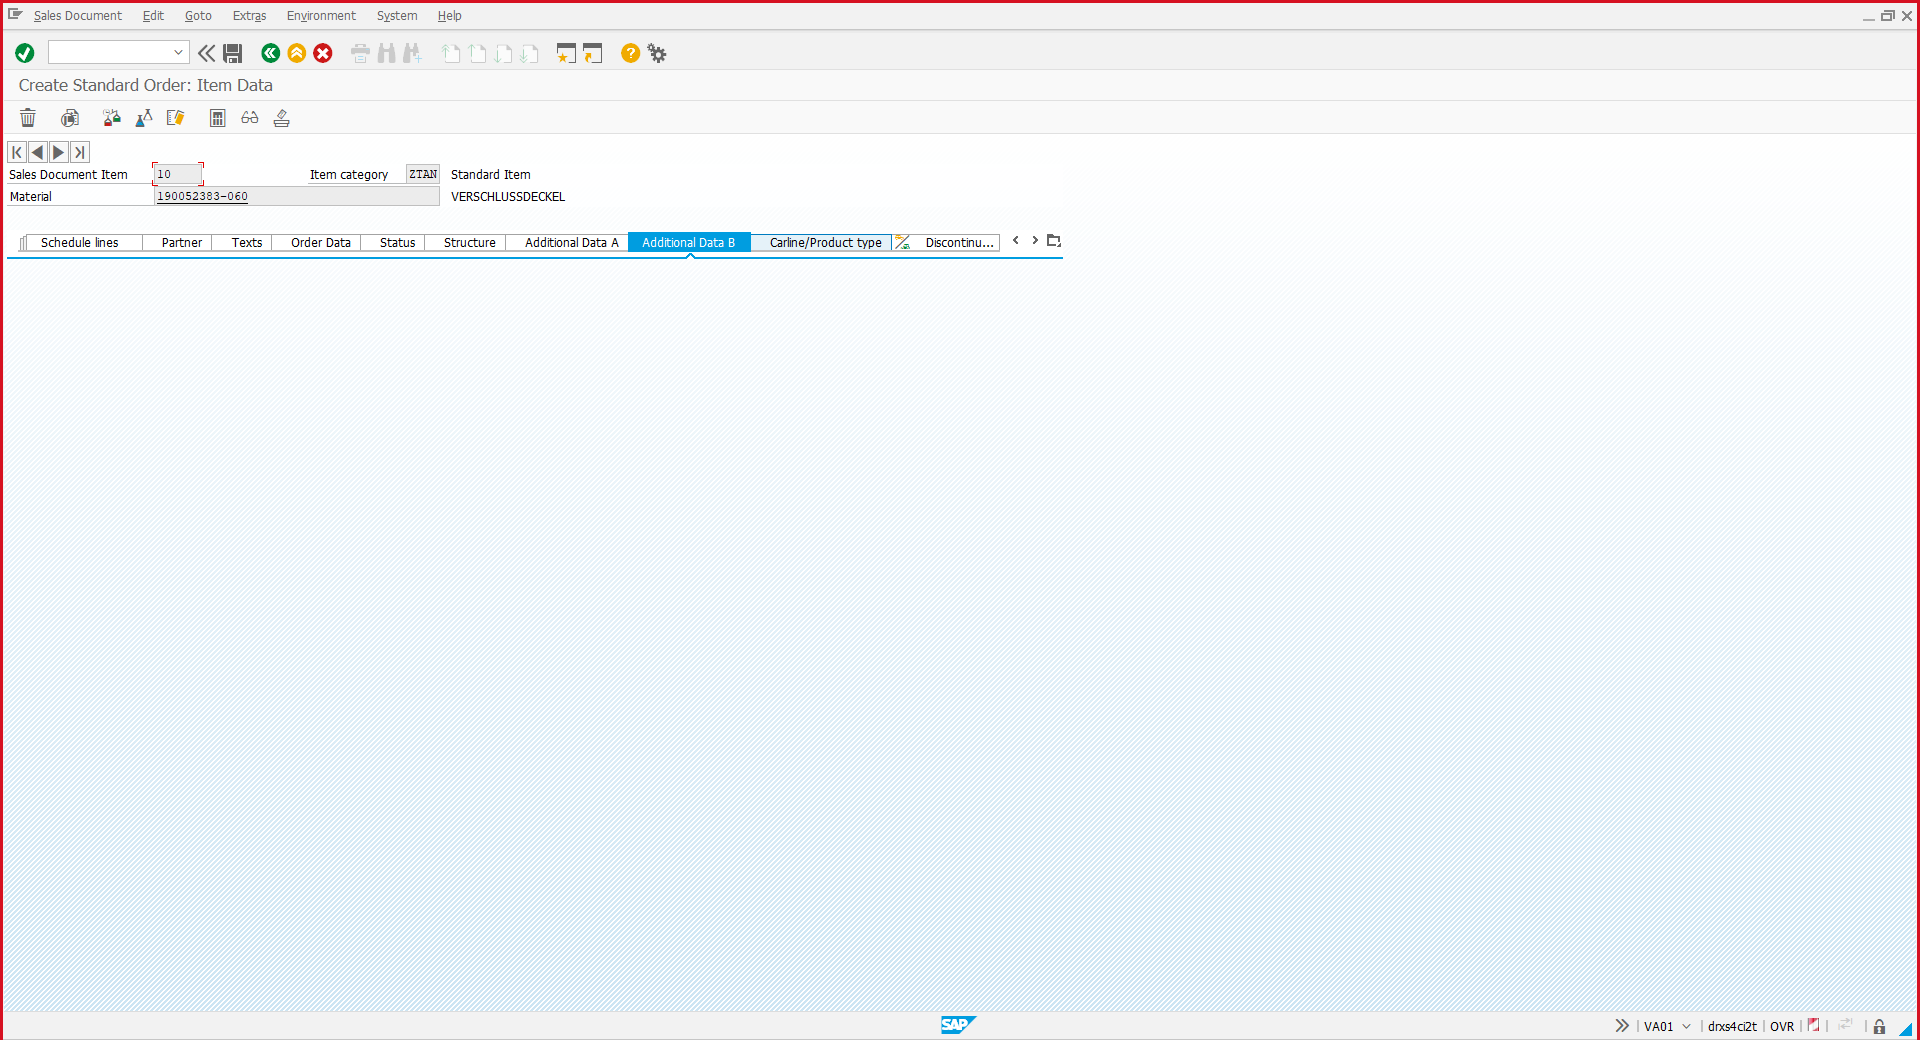 Sales Document Edit Goto Extras Environment System Help
Create Standard Order: Item Data
Sales Document Item 10 Item category ZTAN Standard Item
Material 190052383-060 VERSCHLUSSDECKEL
Schedule lines Partner Texts Order Data Status Structure Additional Data A Additional Data B Carline/Product type Discontinu...
SAP VA01 drxs4ci2t OVR